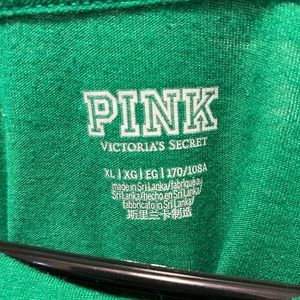 PINK
VICTORIA'S SECRET
XL | XG | EG | 170/108A
made in Sri Lanka/fabriqué au
Sri Lanka/hecho en Sri Lanka/
fabricato in Sri Lanka/
斯里兰卡制造